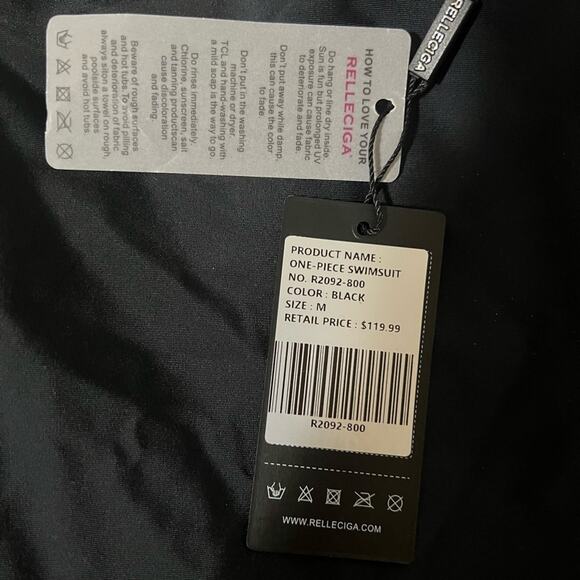 RELLECIGA
HOW TO LOVE YOUR
RELLECIGA
Do hang or line dry inside.
Sun is fun but prolonged UV
exposure can cause fabric
to deteriorate and fade.
Don't put away while damp,
this can cause the color
to fade.
Don't put in the washing
machine or dryer.
TCL and hand-washing with
a mild soap is the way to go.
Do rinse immediately.
Chlorine, sunscreens, salt
and tanning productscan
cause discoloration
and fading.
Beware of rough surfaces
and hot tubs. To avoid pilling
and deterioration of fabric
always siton a towel on rough,
poolside surfaces
and avoid hot tubs.
PRODUCT NAME :
ONE-PIECE SWIMSUIT
NO. R2092-800
COLOR : BLACK
SIZE : M
RETAIL PRICE : $119.99
R2092-800
WWW.RELLECIGA.COM